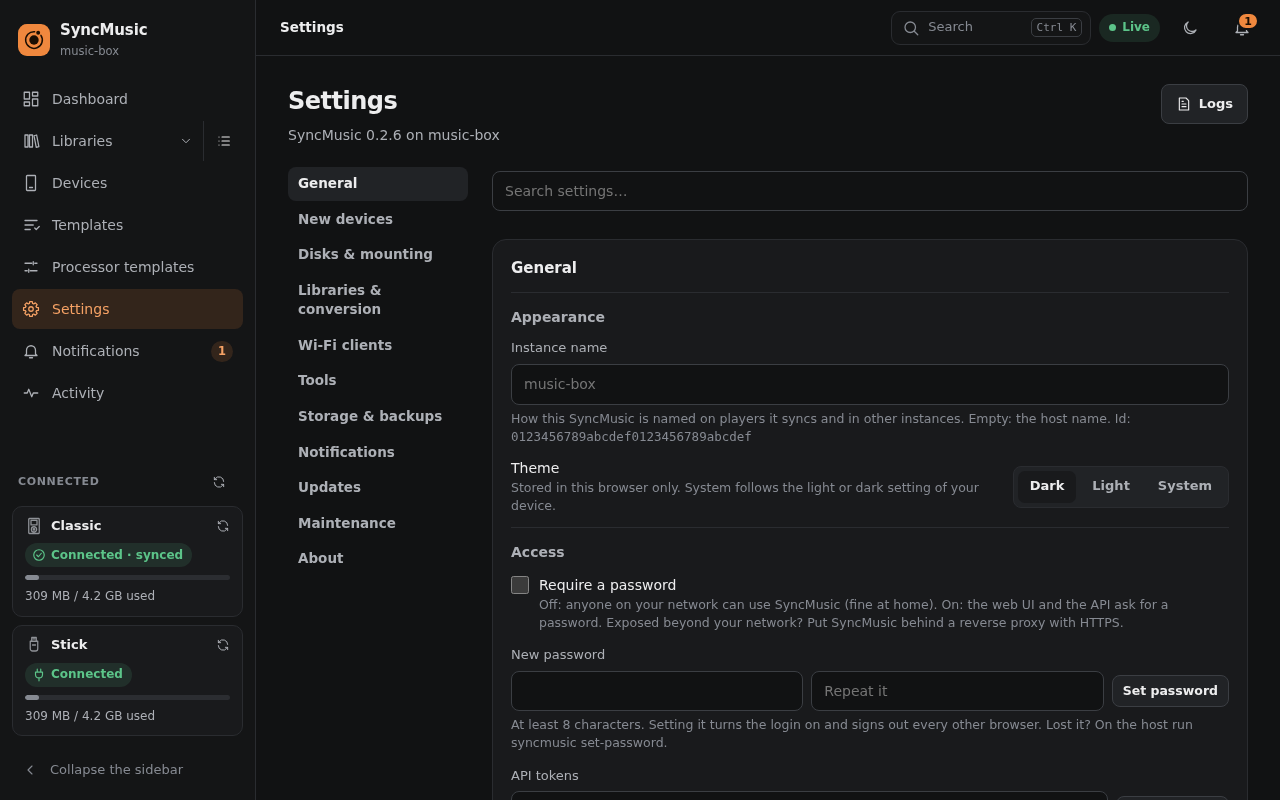 SyncMusic
music-box
Dashboard
Libraries
Devices
Templates
Processor templates
Settings
Notifications
1
Activity
CONNECTED
Classic
Connected · synced
309 MB / 4.2 GB used
Stick
Connected
309 MB / 4.2 GB used
Collapse the sidebar
Settings
Search
Ctrl K
Live
1
Settings
SyncMusic 0.2.6 on music-box
Logs
General
New devices
Disks & mounting
Libraries &
conversion
Wi-Fi clients
Tools
Storage & backups
Notifications
Updates
Maintenance
About
Search settings…
General
Appearance
Instance name
music-box
How this SyncMusic is named on players it syncs and in other instances. Empty: the host name. Id:
0123456789abcdef0123456789abcdef
Theme
Stored in this browser only. System follows the light or dark setting of your
device.
Dark
Light
System
Access
Require a password
Off: anyone on your network can use SyncMusic (fine at home). On: the web UI and the API ask for a
password. Exposed beyond your network? Put SyncMusic behind a reverse proxy with HTTPS.
New password
Repeat it
Set password
At least 8 characters. Setting it turns the login on and signs out every other browser. Lost it? On the host run
syncmusic set-password.
API tokens